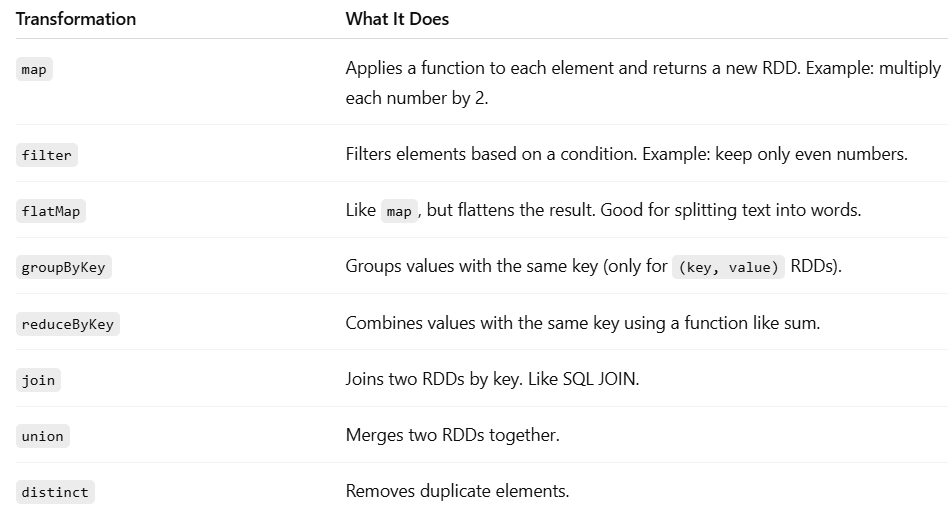 Transformation What It Does
map Applies a function to each element and returns a new RDD. Example: multiply
each number by 2.
filter Filters elements based on a condition. Example: keep only even numbers.
flatMap Like map, but flattens the result. Good for splitting text into words.
groupByKey Groups values with the same key (only for (key, value) RDDs).
reduceByKey Combines values with the same key using a function like sum.
join Joins two RDDs by key. Like SQL JOIN.
union Merges two RDDs together.
distinct Removes duplicate elements.